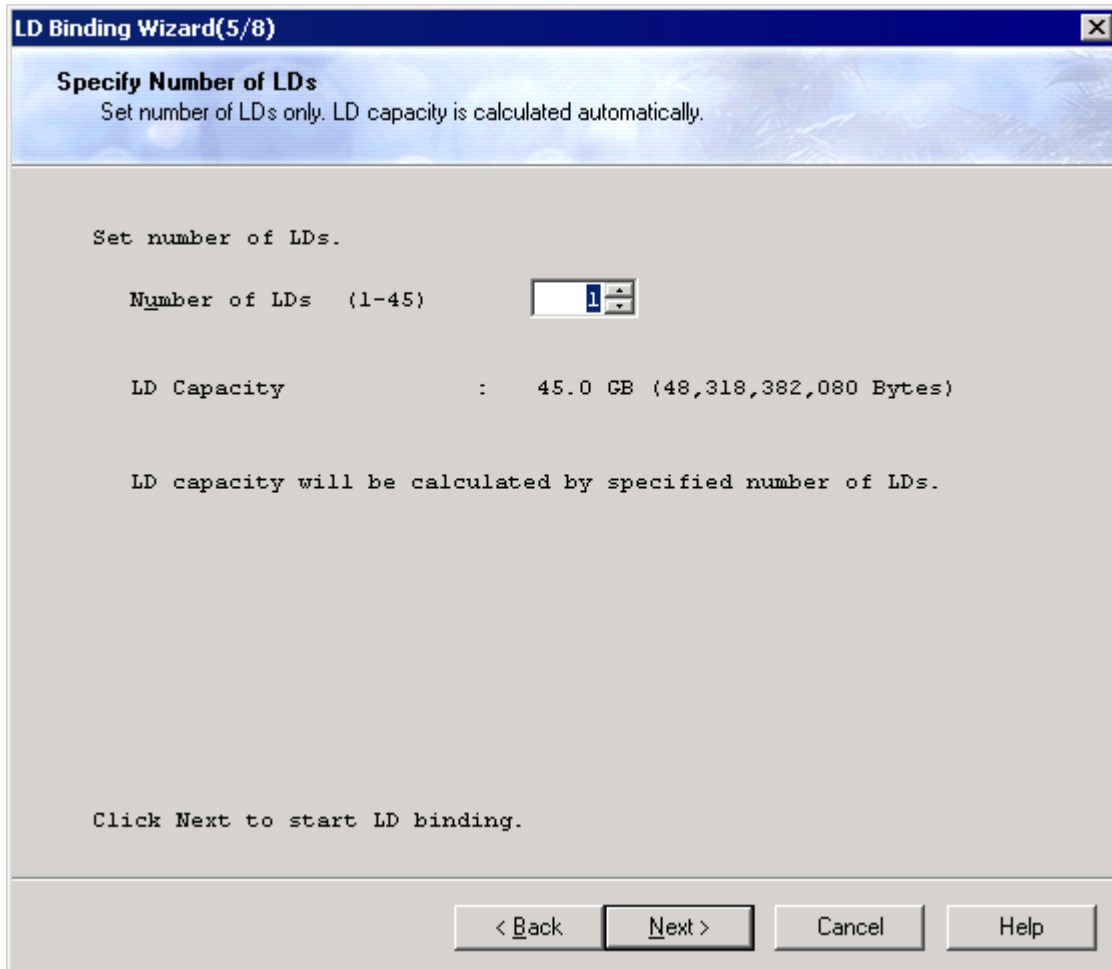 LD Binding Wizard(5/8)
Specify Number of LDs
Set number of LDs only. LD capacity is calculated automatically.
Set number of LDs.
Number of LDs (1-45) 1
LD Capacity : 45.0 GB (48,318,382,080 Bytes)
LD capacity will be calculated by specified number of LDs.
Click Next to start LD binding.
< Back Next > Cancel Help